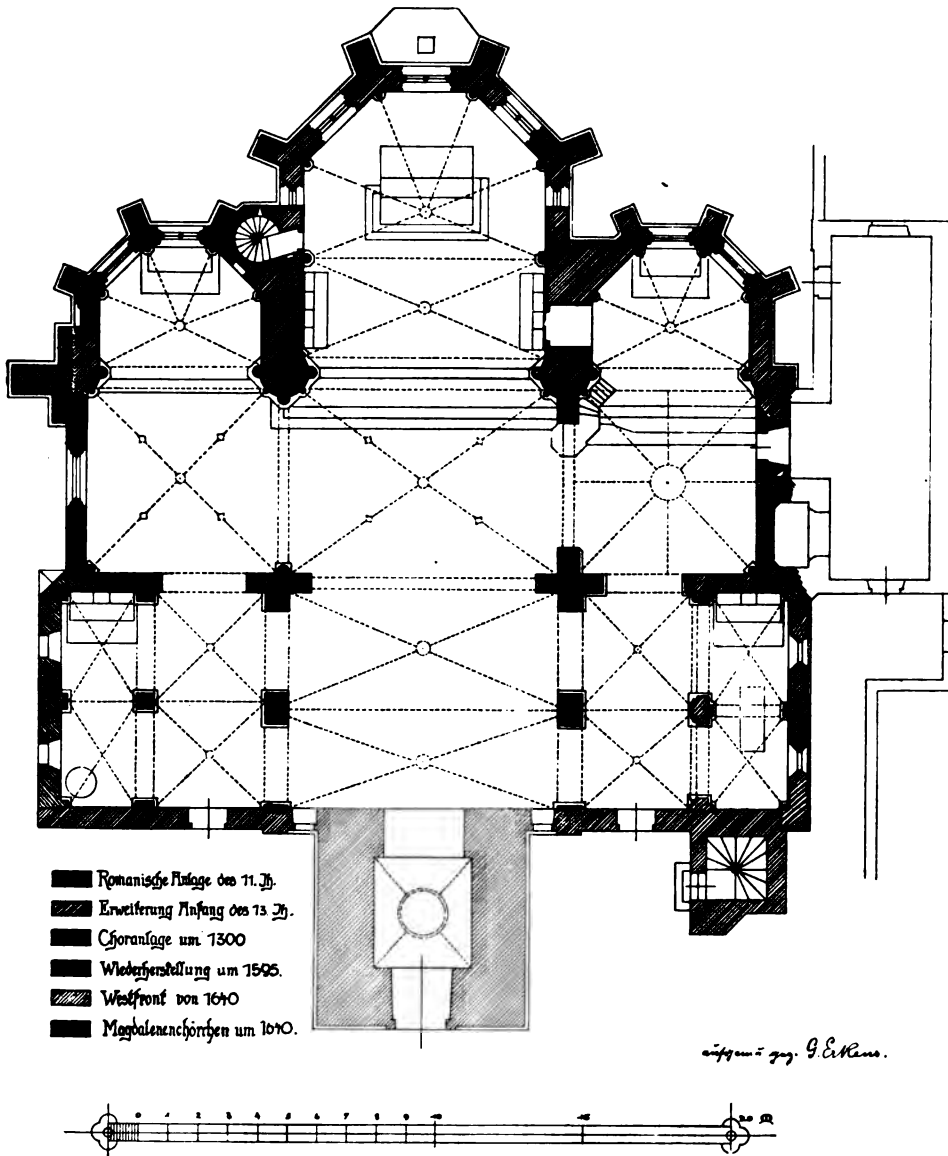 Romanische Anlage des 11. Jh.
Erweiterung Anfang des 13. Jh.
Choranlage um 1300
Wiederherstellung um 1595.
Westfront von 1640
Magdalenenchörchen um 1640.
gez. G. Erkens.
0 1 2 3 4 5 6 7 8 9 10 15 20 M